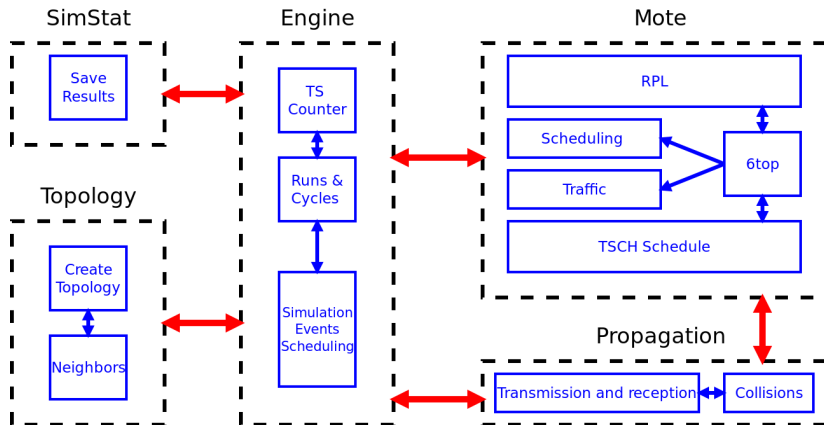 SimStat
Save
Results
Topology
Create
Topology
Neighbors
Engine
TS
Counter
Runs &
Cycles
Simulation
Events
Scheduling
Mote
RPL
Scheduling
Traffic
6top
TSCH Schedule
Propagation
Transmission and reception
Collisions